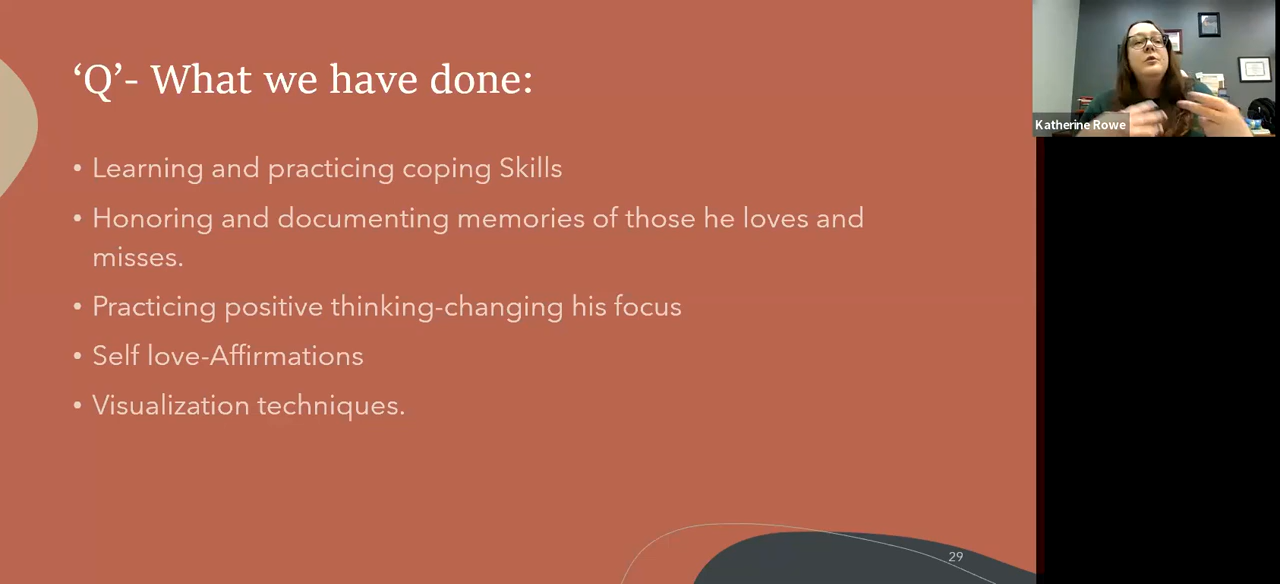 ‘Q’- What we have done:
• Learning and practicing coping Skills
• Honoring and documenting memories of those he loves and
misses.
• Practicing positive thinking-changing his focus
• Self love-Affirmations
• Visualization techniques.
29
Katherine Rowe